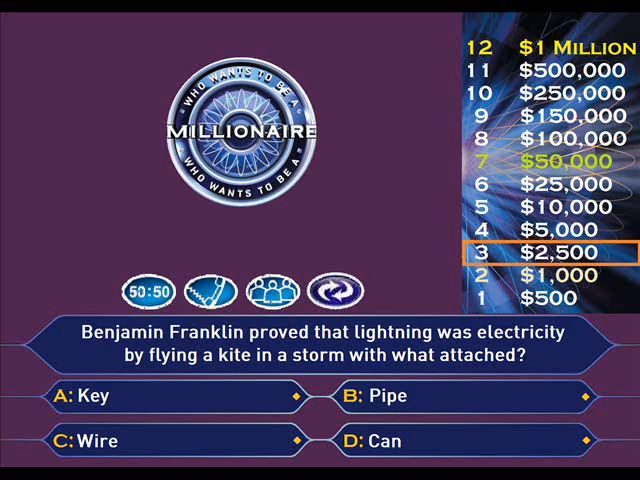 WHO WANTS TO BE A
MILLIONAIRE
WHO WANTS TO BE A
12 $1 MILLION
11 $500,000
10 $250,000
9 $150,000
8 $100,000
7 $50,000
6 $25,000
5 $10,000
4 $5,000
3 $2,500
2 $1,000
1 $500
50:50
Benjamin Franklin proved that lightning was electricity
by flying a kite in a storm with what attached?
A: Key
B: Pipe
C: Wire
D: Can